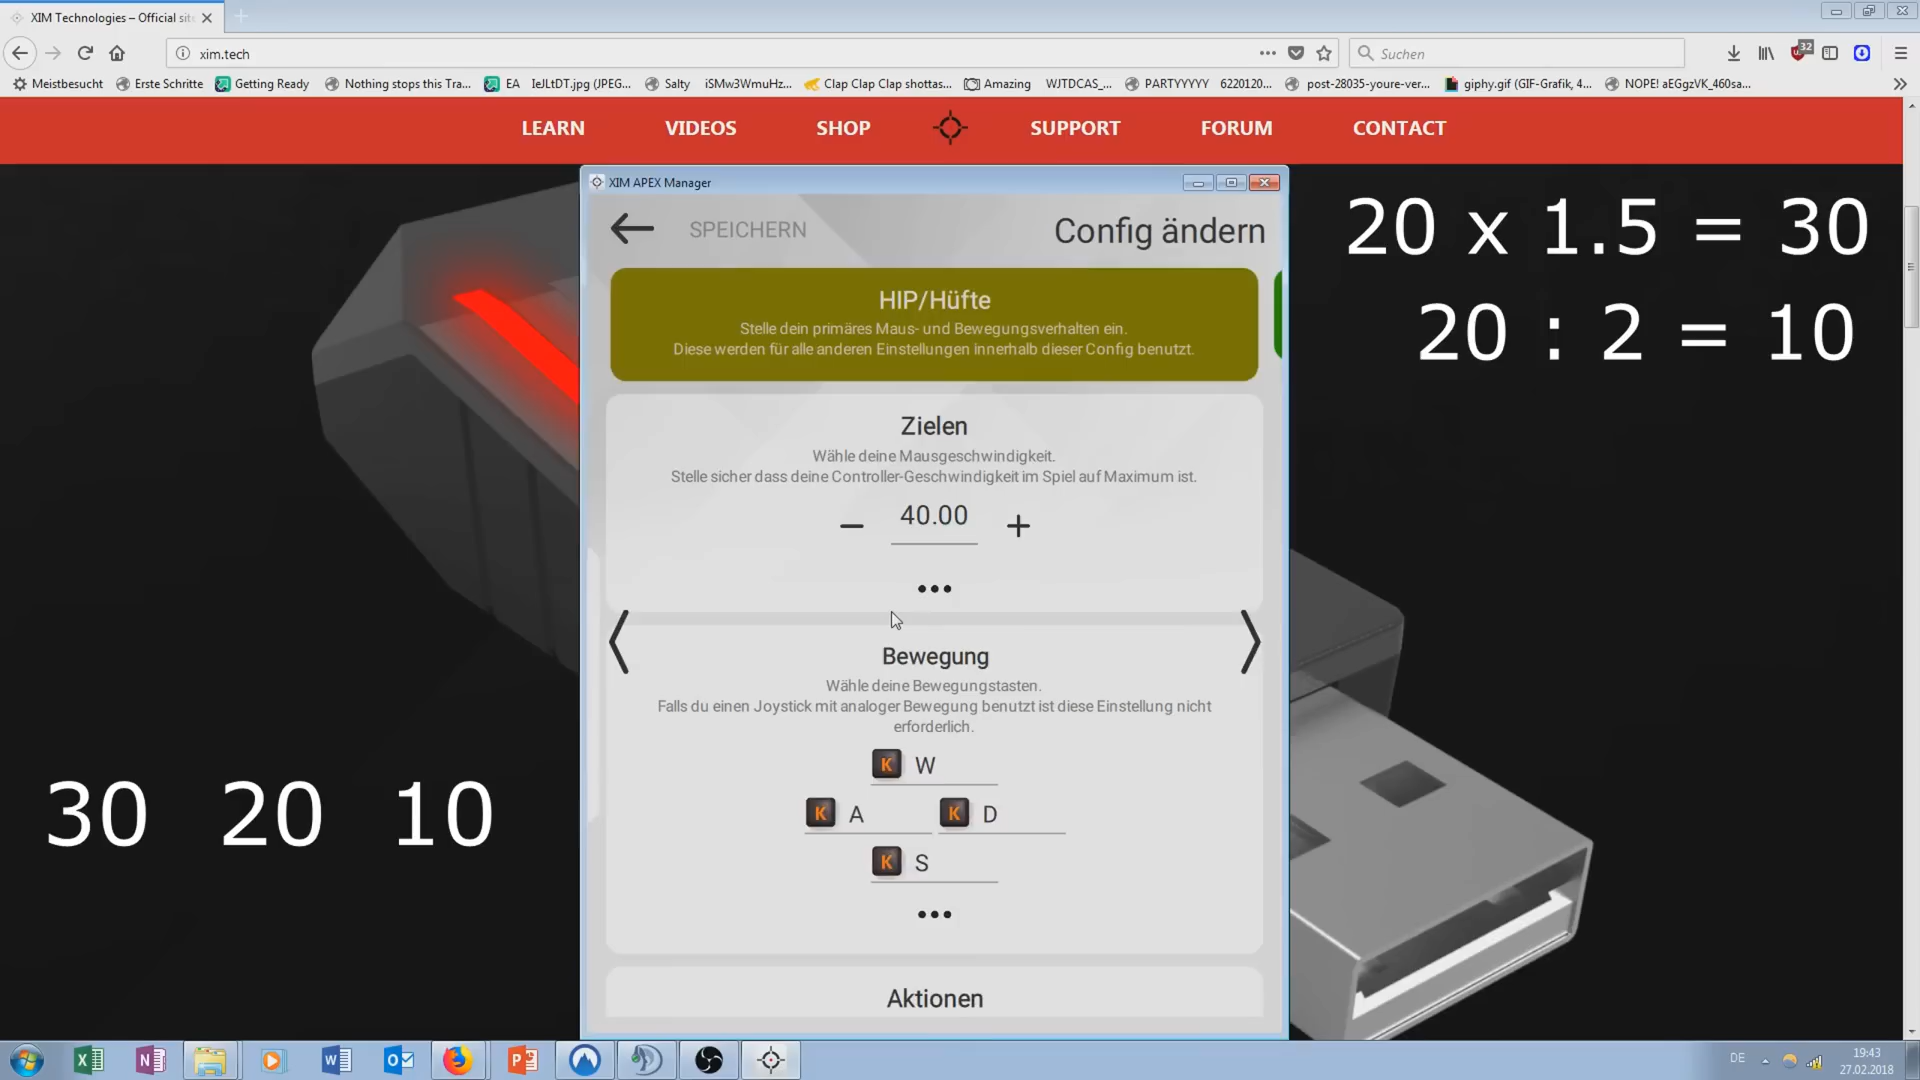 XIM Technologies – Official sit
xim.tech
Suchen
32
Meistbesucht
Erste Schritte
Getting Ready
Nothing stops this Tra...
EA
IeJLtDT.jpg (JPEG...
Salty
iSMw3WmuHz...
Clap Clap Clap shottas...
Amazing
WJTDCAS_...
PARTYYYYY
6220120...
post-28035-youre-ver...
giphy.gif (GIF-Grafik, 4...
NOPE! aEGgzVK_460sa...
LEARN
VIDEOS
SHOP
SUPPORT
FORUM
CONTACT
XIM APEX Manager
SPEICHERN
Config ändern
20 x 1.5 = 30
20 : 2 = 10
HIP/Hüfte
Stelle dein primäres Maus- und Bewegungsverhalten ein.
Diese werden für alle anderen Einstellungen innerhalb dieser Config benutzt.
Zielen
Wähle deine Mausgeschwindigkeit.
Stelle sicher dass deine Controller-Geschwindigkeit im Spiel auf Maximum ist.
− 40.00 +
•••
Bewegung
Wähle deine Bewegungstasten.
Falls du einen Joystick mit analoger Bewegung benutzt ist diese Einstellung nicht
erforderlich.
K W
K A
K D
K S
•••
30 20 10
Aktionen
DE
19:43
27.02.2018